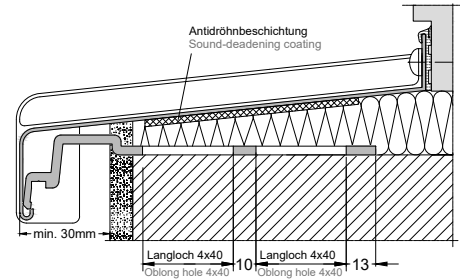 Antidröhnbeschichtung
Sound-deadening coating
min. 30mm
Langloch 4x40
Oblong hole 4x40
10
Langloch 4x40
Oblong hole 4x40
13